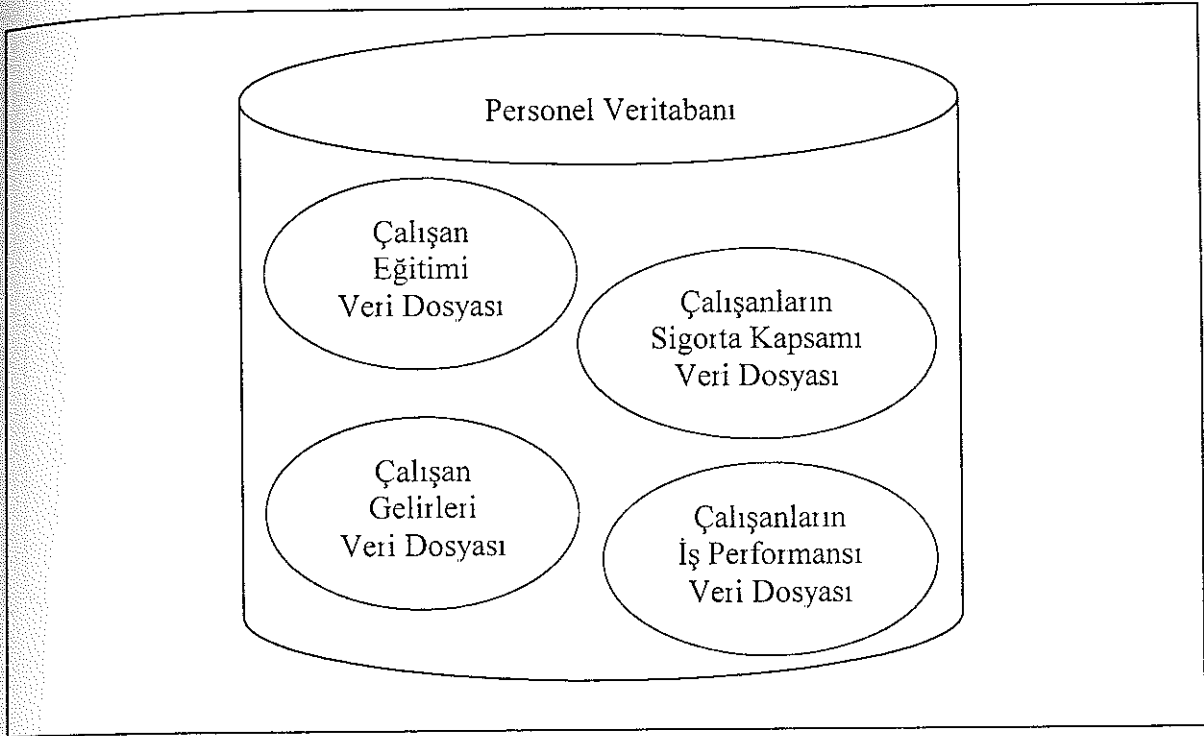 Personel Veritabanı
Çalışan
Eğitimi
Veri Dosyası
Çalışanların
Sigorta Kapsamı
Veri Dosyası
Çalışan
Gelirleri
Veri Dosyası
Çalışanların
İş Performansı
Veri Dosyası